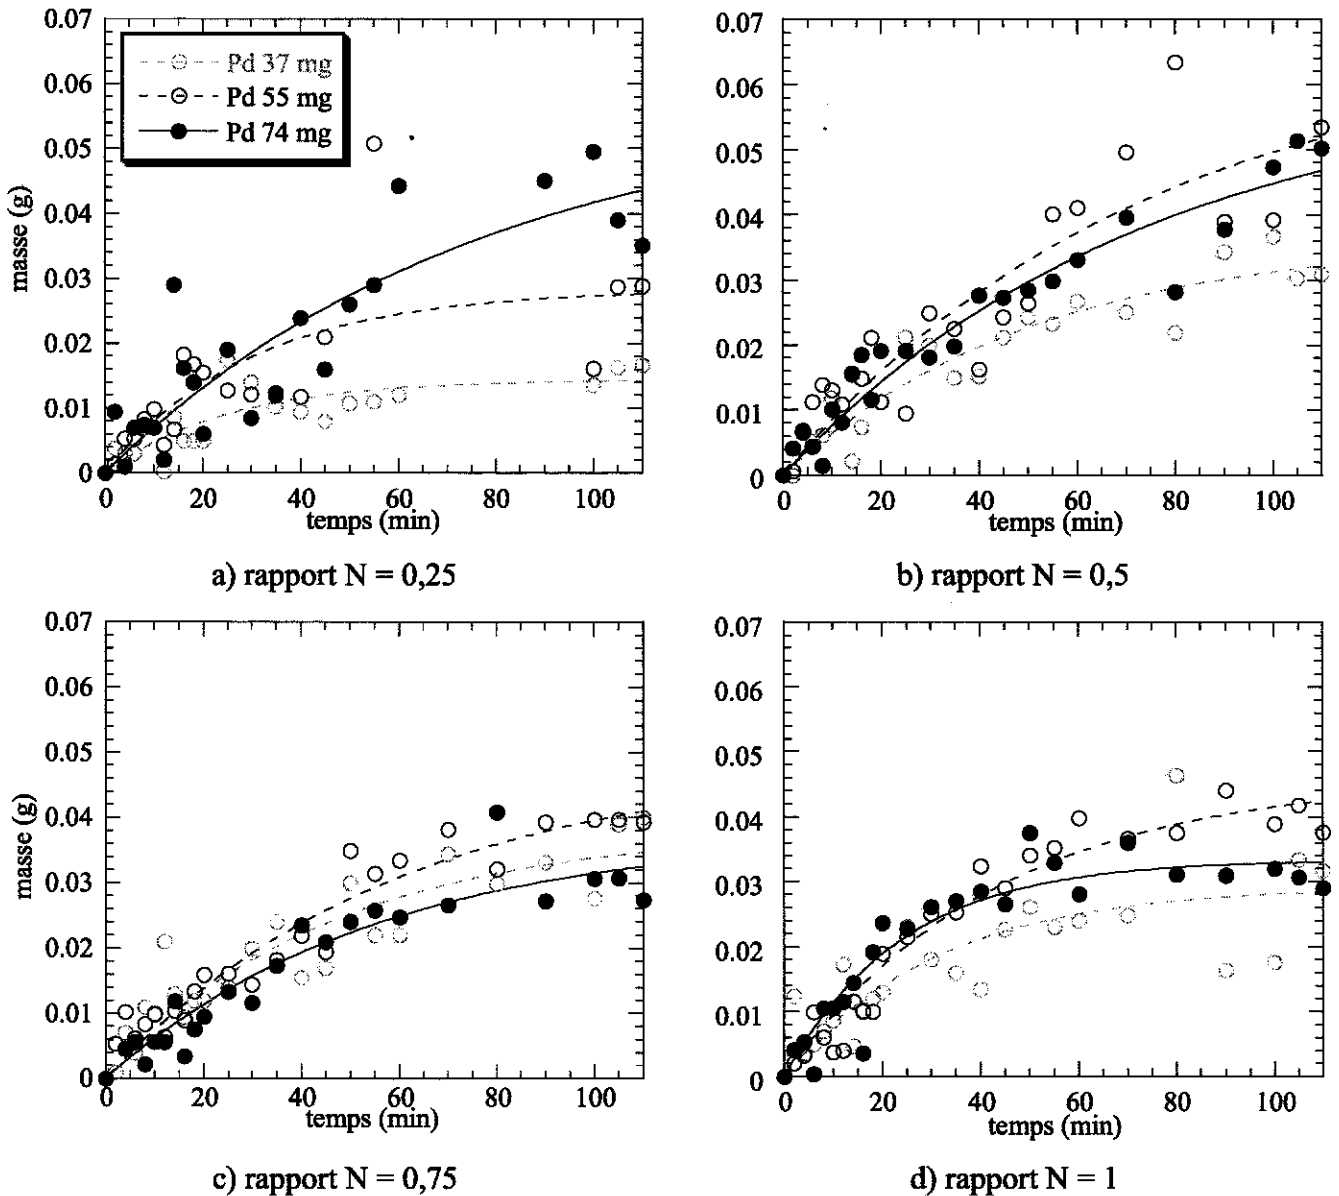 0.07
0.06
0.05
0.04
0.03
0.02
0.01
0
masse (g)
Pd 37 mg
Pd 55 mg
Pd 74 mg
0 20 40 60 80 100
temps (min)
a) rapport N = 0,25
0.07
0.06
0.05
0.04
0.03
0.02
0.01
0
0 20 40 60 80 100
temps (min)
b) rapport N = 0,5
0.07
0.06
0.05
0.04
0.03
0.02
0.01
0
masse (g)
0 20 40 60 80 100
temps (min)
c) rapport N = 0,75
0.07
0.06
0.05
0.04
0.03
0.02
0.01
0
0 20 40 60 80 100
temps (min)
d) rapport N = 1